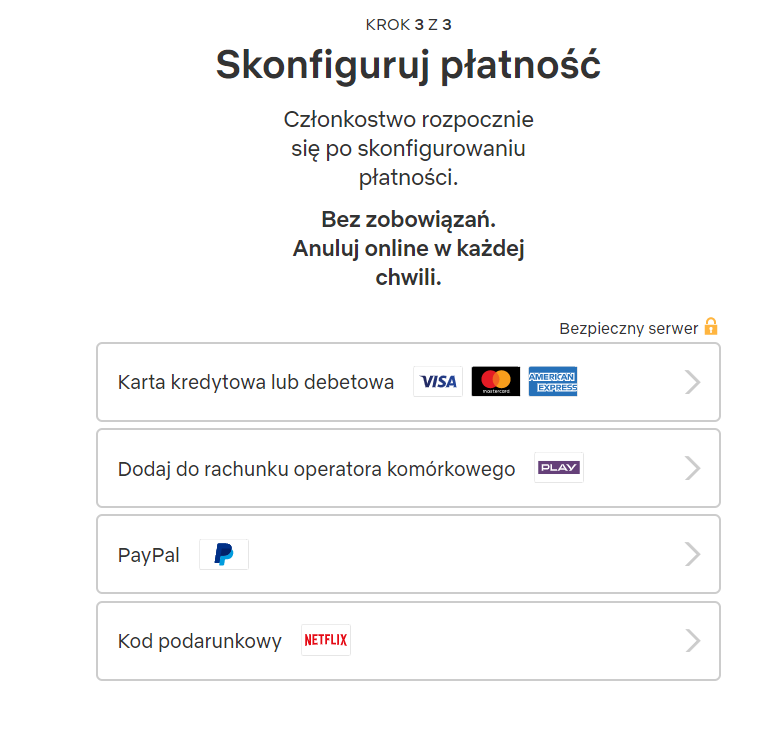 KROK 3 Z 3
Skonfiguruj płatność
Członkostwo rozpocznie
się po skonfigurowaniu
płatności.
Bez zobowiązań.
Anuluj online w każdej
chwili.
Bezpieczny serwer
Karta kredytowa lub debetowa VISA mastercard AMERICAN EXPRESS
Dodaj do rachunku operatora komórkowego PLAY
PayPal
Kod podarunkowy NETFLIX